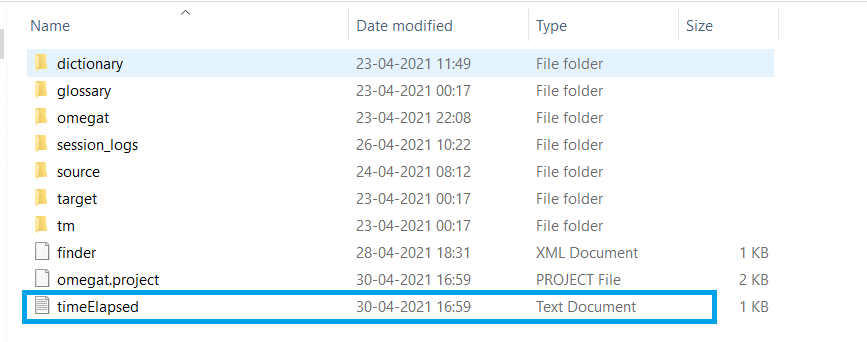 Name Date modified Type Size
dictionary 23-04-2021 11:49 File folder
glossary 23-04-2021 00:17 File folder
omegat 23-04-2021 22:08 File folder
session_logs 26-04-2021 10:22 File folder
source 24-04-2021 08:12 File folder
target 23-04-2021 00:17 File folder
tm 23-04-2021 00:17 File folder
finder 28-04-2021 18:31 XML Document 1 KB
omegat.project 30-04-2021 16:59 PROJECT File 2 KB
timeElapsed 30-04-2021 16:59 Text Document 1 KB